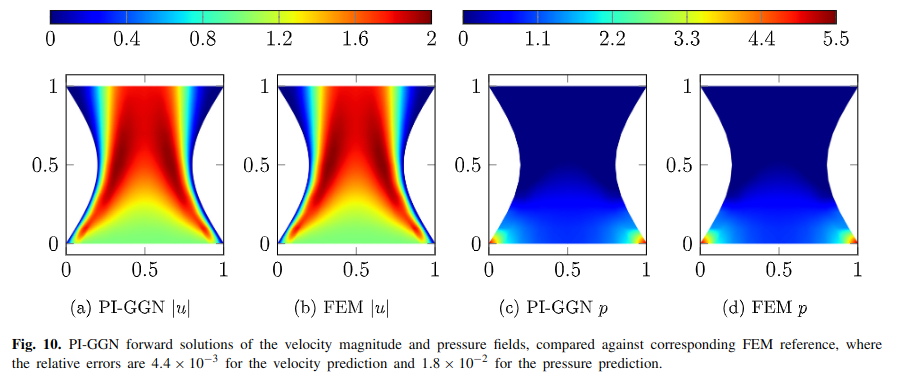 0 0.4 0.8 1.2 1.6 2 0 1.1 2.2 3.3 4.4 5.5
1 1 1 1
0.5 0.5 0.5 0.5
0 0 0 0
0 0.5 1 0 0.5 1 0 0.5 1 0 0.5 1
(a) PI-GGN |u| (b) FEM |u| (c) PI-GGN p (d) FEM p
Fig. 10. PI-GGN forward solutions of the velocity magnitude and pressure fields, compared against corresponding FEM reference, where
the relative errors are 4.4 × 10⁻³ for the velocity prediction and 1.8 × 10⁻² for the pressure prediction.